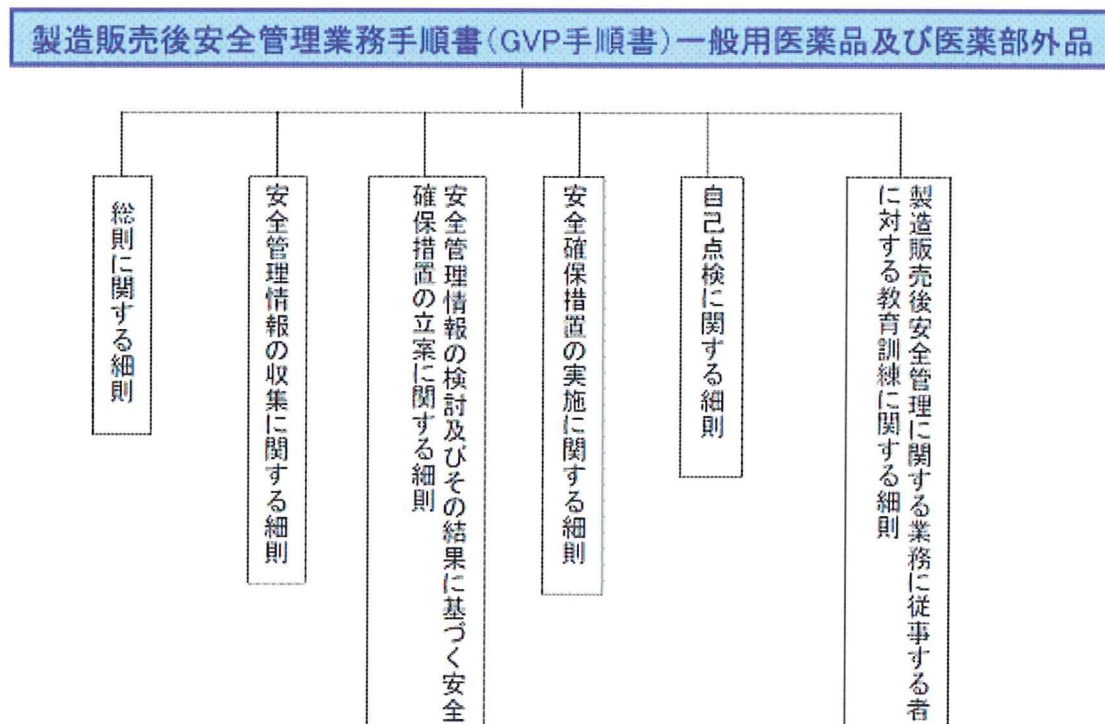 製造販売後安全管理業務手順書（GVP手順書）一般用医薬品及び医薬部外品
総則に関する細則
安全管理情報の収集に関する細則
安全管理情報の検討及びその結果に基づく安全
確保措置の立案に関する細則
安全確保措置の実施に関する細則
自己点検に関する細則
製造販売後安全管理に関する業務に従事する者
に対する教育訓練に関する細則